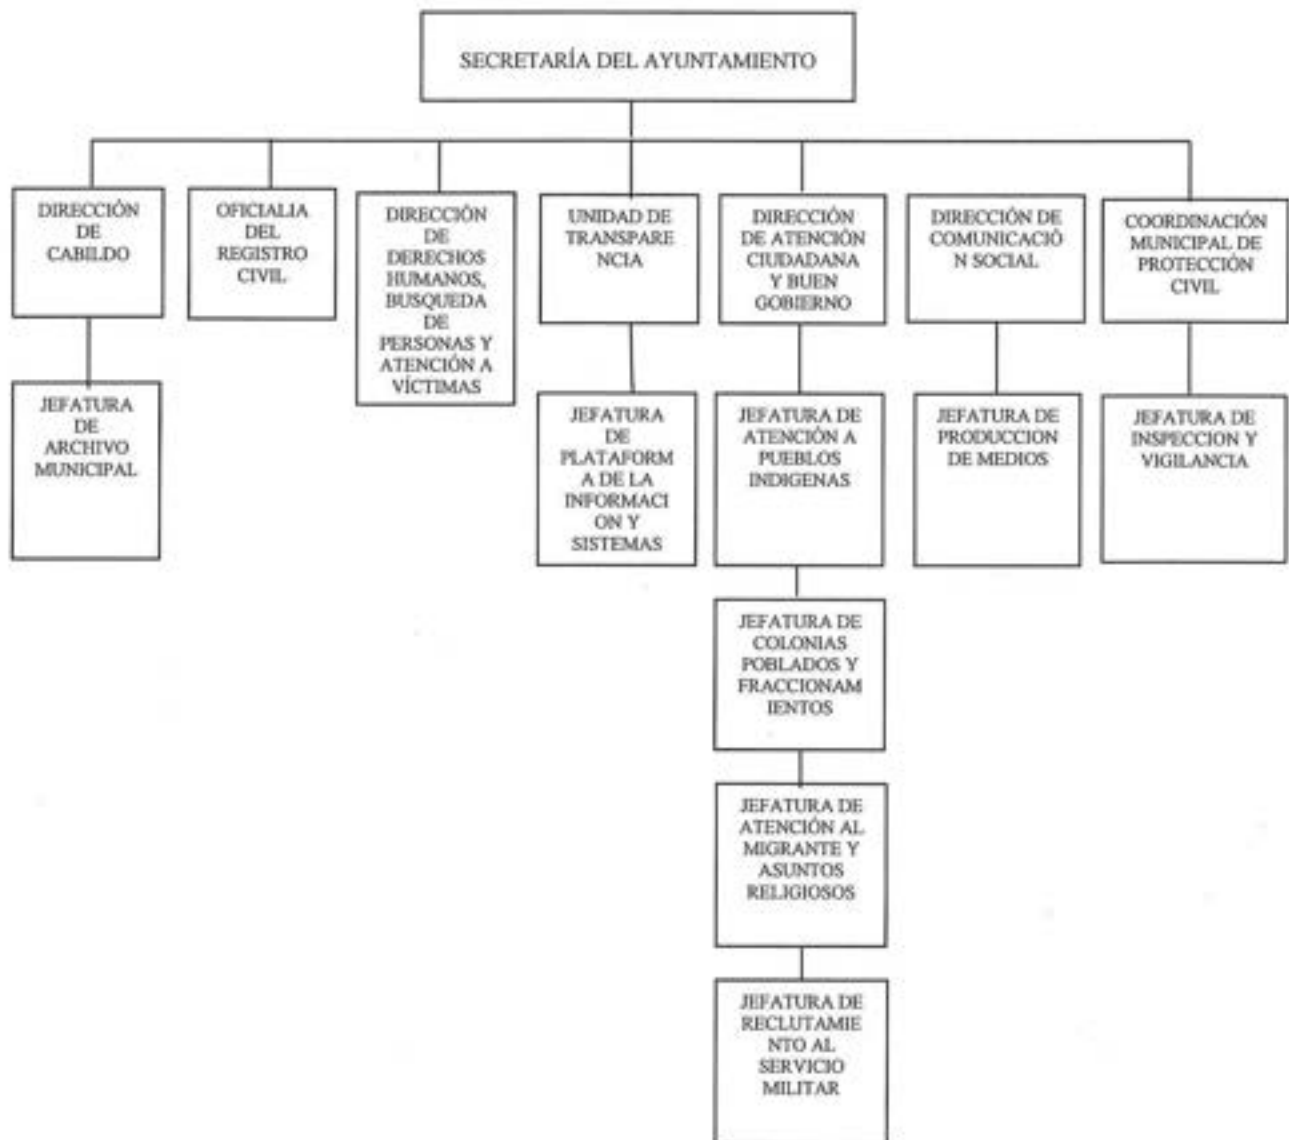 SECRETARÍA DEL AYUNTAMIENTO
DIRECCIÓN
DE
CABILDO
OFICIALIA
DEL
REGISTRO
CIVIL
DIRECCIÓN
DE
DERECHOS
HUMANOS,
BUSQUEDA
DE
PERSONAS Y
ATENCIÓN A
VÍCTIMAS
UNIDAD DE
TRANSPARE
NCIA
DIRECCIÓN
DE ATENCIÓN
CIUDADANA
Y BUEN
GOBIERNO
DIRECCIÓN DE
COMUNICACIÓ
N SOCIAL
COORDINACIÓN
MUNICIPAL DE
PROTECCIÓN
CIVIL
JEFATURA
DE
ARCHIVO
MUNICIPAL
JEFATURA
DE
PLATAFORM
A DE LA
INFORMACI
ON Y
SISTEMAS
JEFATURA DE
ATENCIÓN A
PUEBLOS
INDIGENAS
JEFATURA DE
PRODUCCION
DE MEDIOS
JEFATURA DE
INSPECCION Y
VIGILANCIA
JEFATURA DE
COLONIAS
POBLADOS Y
FRACCIONAM
IENTOS
JEFATURA DE
ATENCIÓN AL
MIGRANTE Y
ASUNTOS
RELIGIOSOS
JEFATURA DE
RECLUTAMIE
NTO AL
SERVICIO
MILITAR